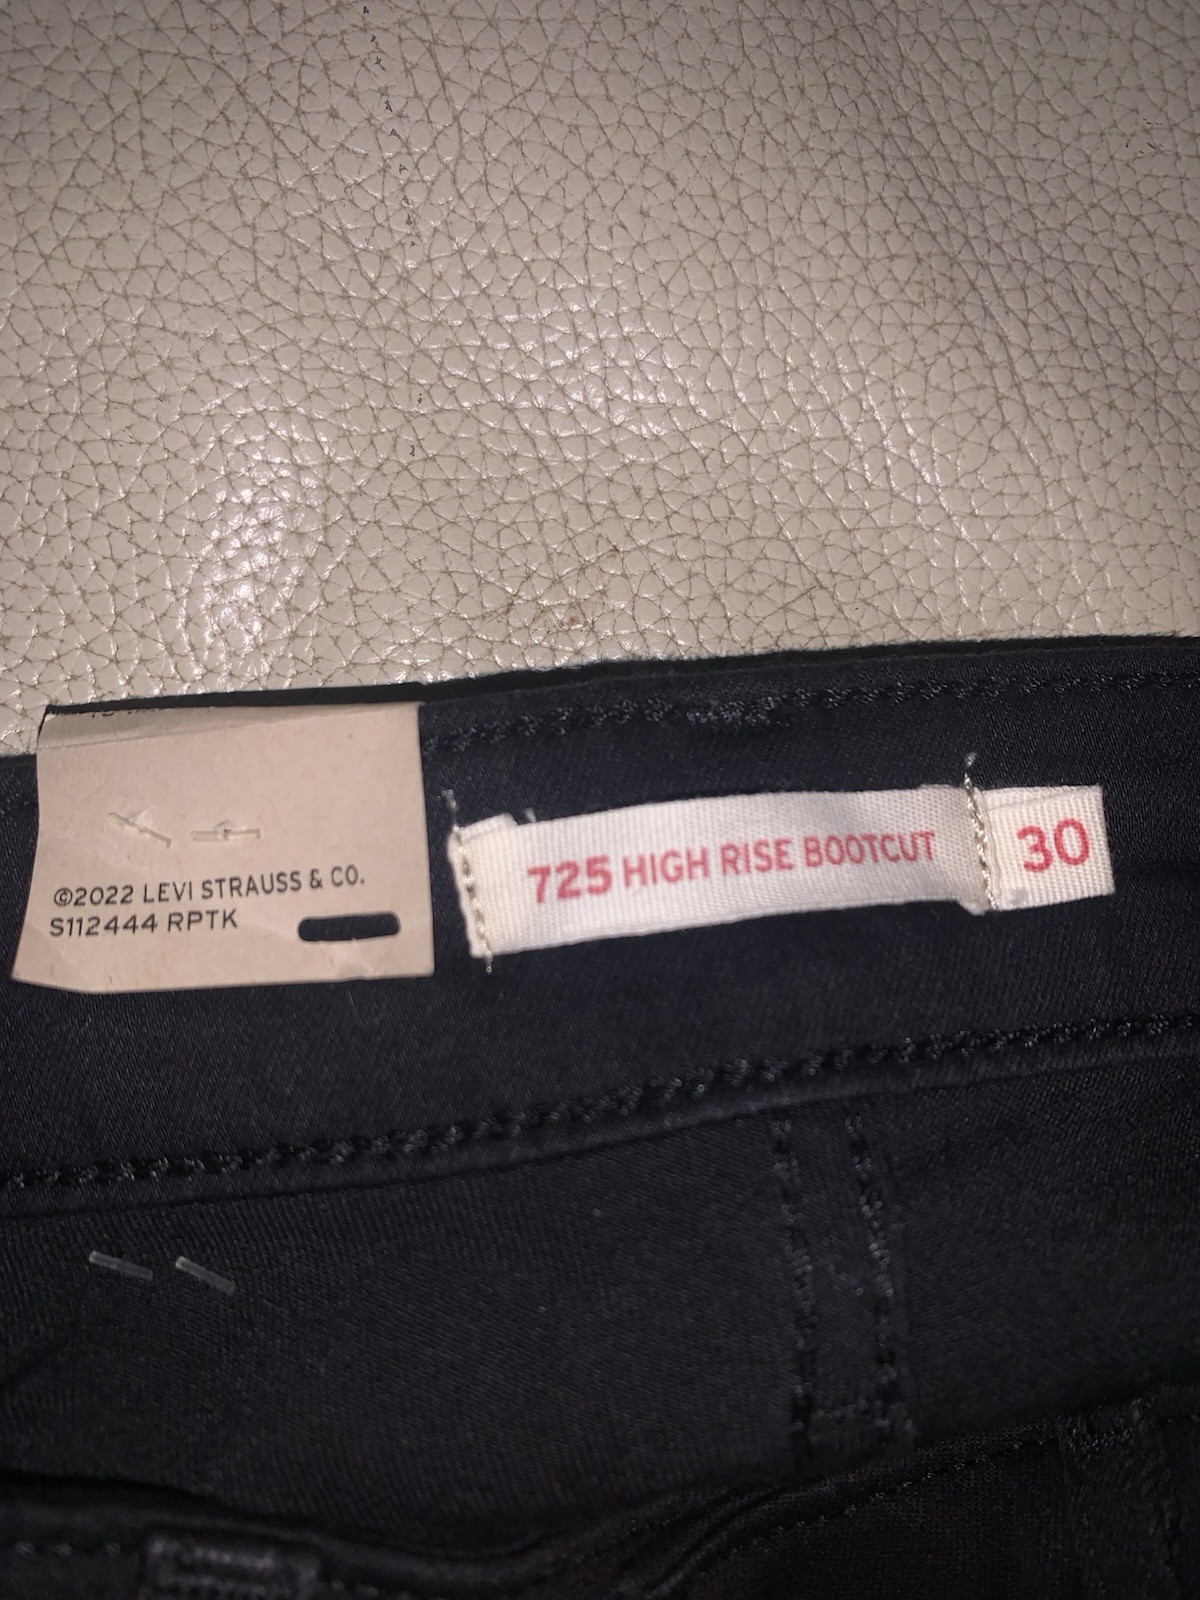 ©2022 LEVI STRAUSS & CO.
S112444 RPTK
725 HIGH RISE BOOTCUT
30